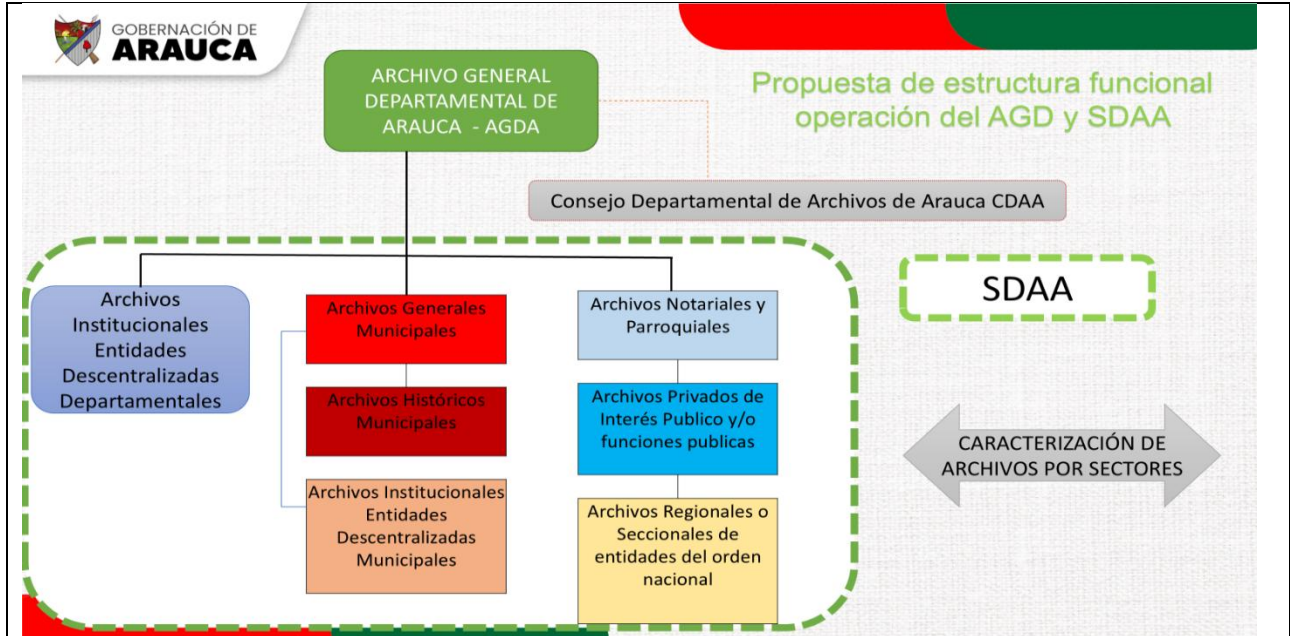 GOBERNACIÓN DE
ARAUCA
ARCHIVO GENERAL
DEPARTAMENTAL DE
ARAUCA - AGDA
Propuesta de estructura funcional
operación del AGD y SDAA
Consejo Departamental de Archivos de Arauca CDAA
Archivos
Institucionales
Entidades
Descentralizadas
Departamentales
Archivos Generales
Municipales
Archivos Históricos
Municipales
Archivos Institucionales
Entidades
Descentralizadas
Municipales
Archivos Notariales y
Parroquiales
Archivos Privados de
Interés Publico y/o
funciones publicas
Archivos Regionales o
Seccionales de
entidades del orden
nacional
SDAA
CARACTERIZACIÓN DE
ARCHIVOS POR SECTORES